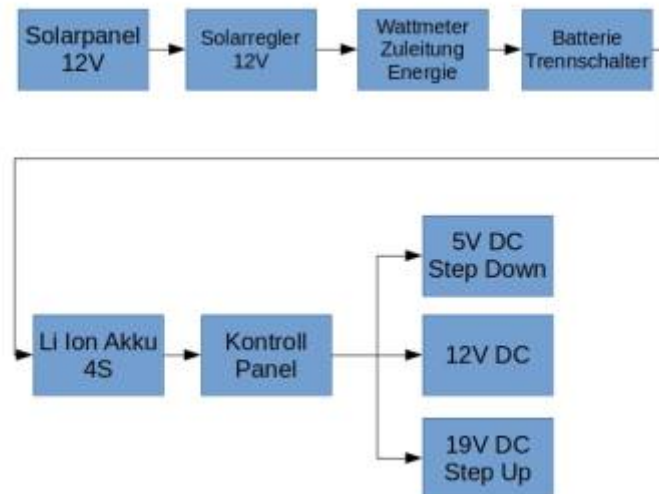 Solarpanel
12V
Solarregler
12V
Wattmeter
Zuleitung
Energie
Batterie
Trennschalter
Li Ion Akku
4S
Kontroll
Panel
5V DC
Step Down
12V DC
19V DC
Step Up